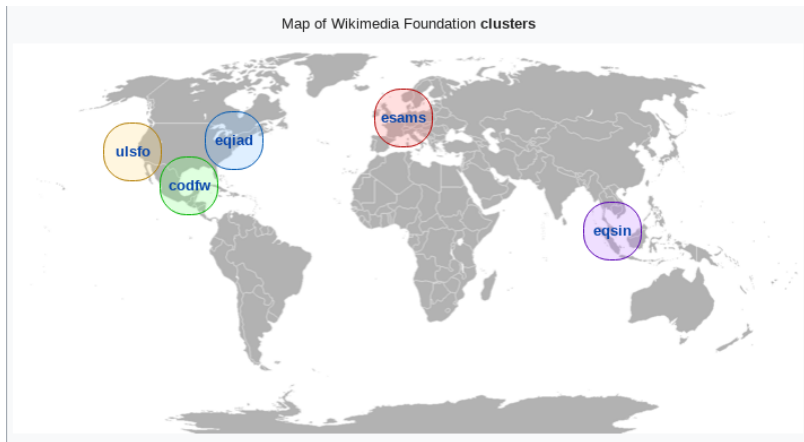 Map of Wikimedia Foundation clusters
esams
eqiad
ulsfo
codfw
eqsin